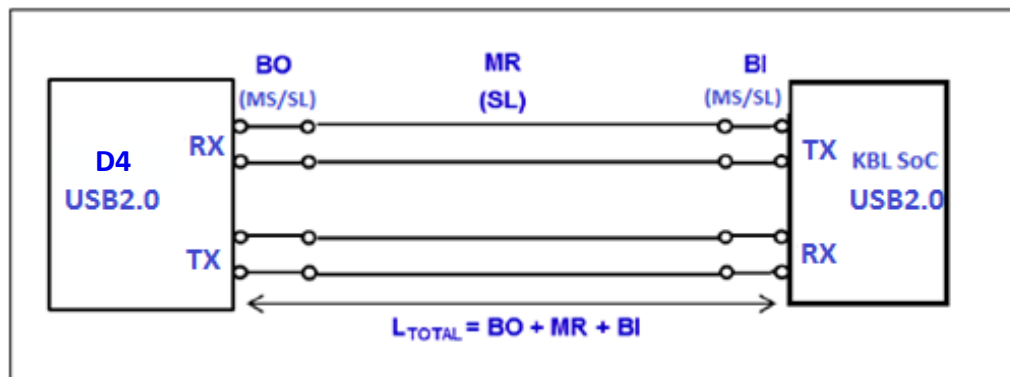 BO MR BI
(MS/SL) (SL) (MS/SL)
RX TX
D4 KBL SoC
USB2.0 USB2.0
TX RX
LTOTAL = BO + MR + BI